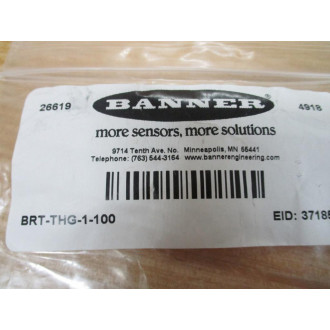 26619 BANNER 4918
more sensors, more solutions
9714 Tenth Ave. No. Minneapolis, MN 55441
Telephone: (763) 544-3164 www.bannerengineering.com
BRT-THG-1-100 EID: 37185